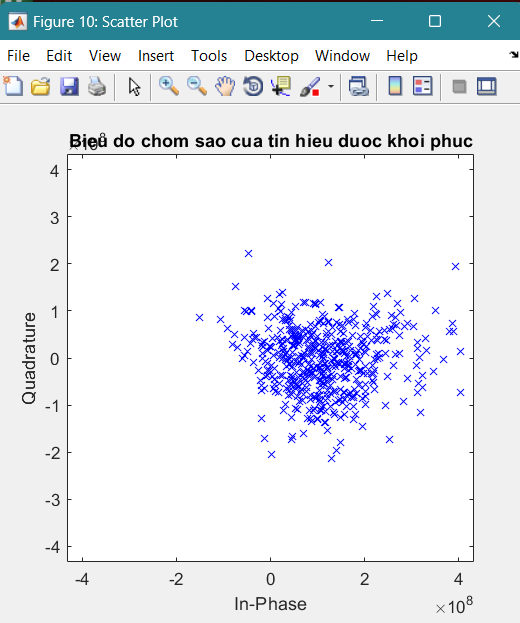 Figure 10: Scatter Plot
File Edit View Insert Tools Desktop Window Help
×10⁸
Bieu do chom sao cua tin hieu duoc khoi phuc
4
3
2
1
0
-1
-2
-3
-4
Quadrature
-4 -2 0 2 4
In-Phase
×10⁸